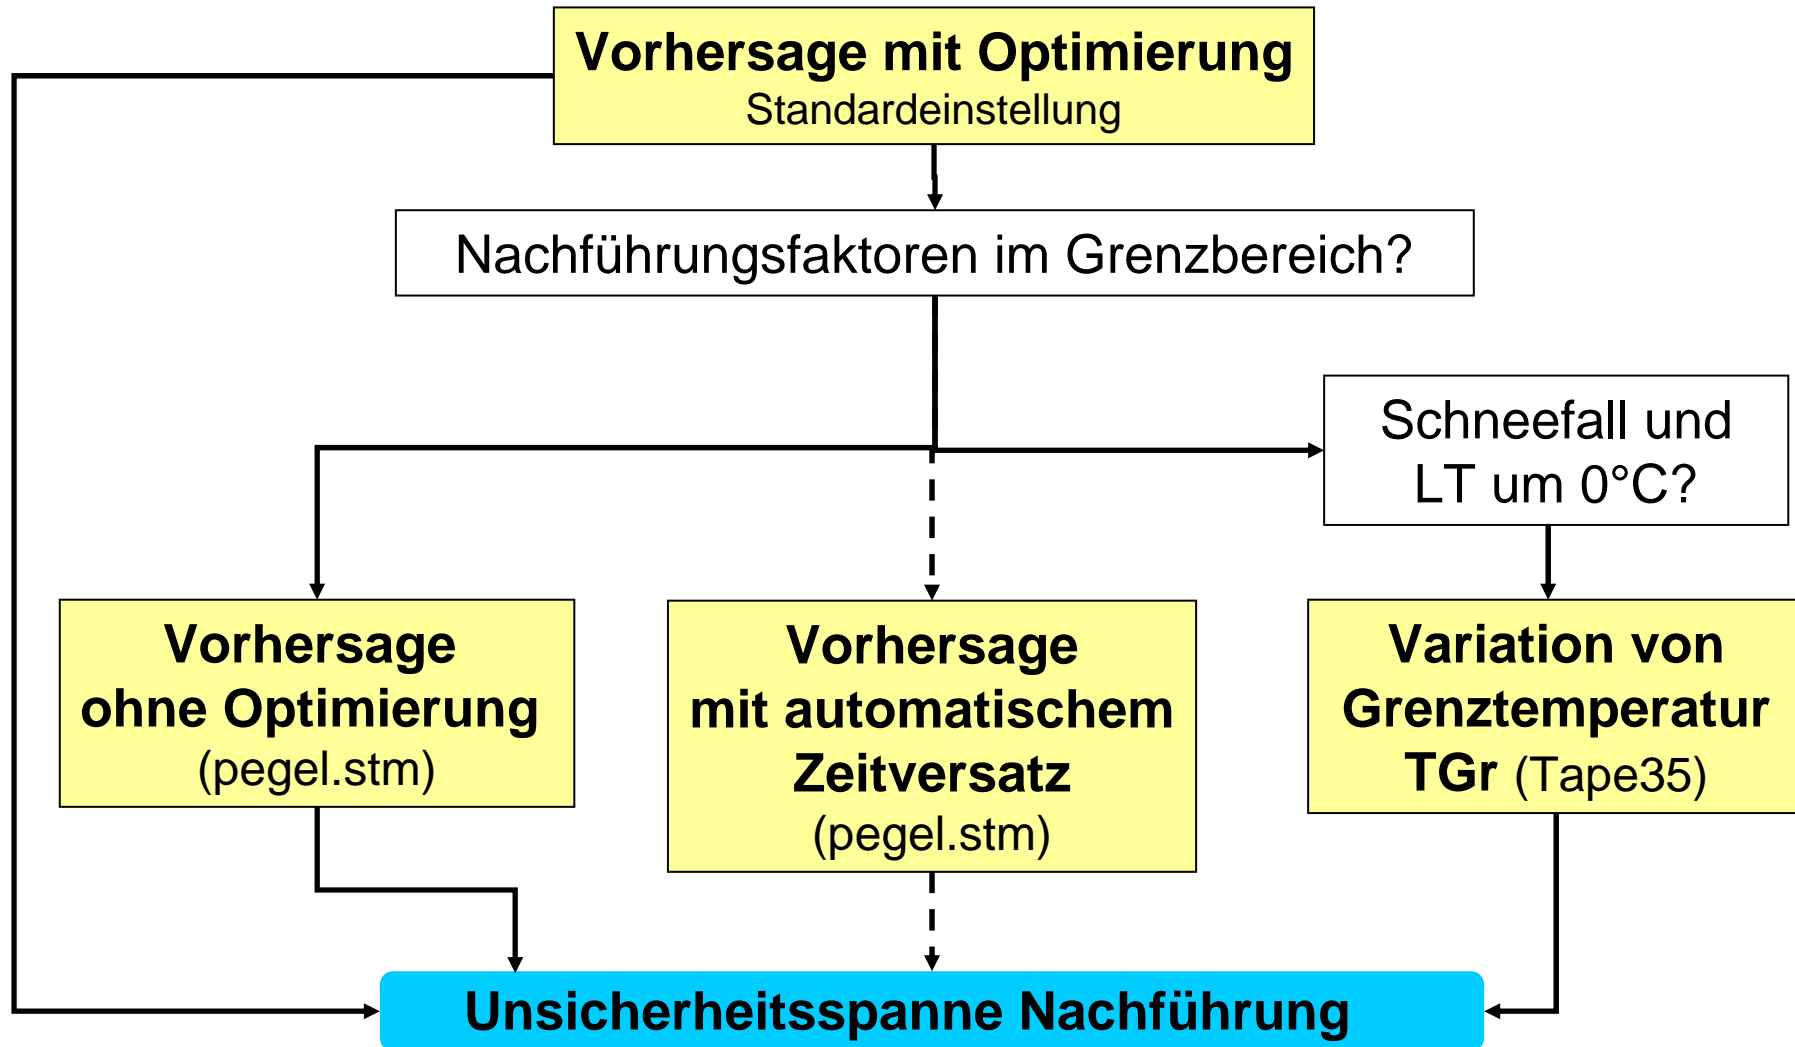 Vorhersage mit Optimierung
Standardeinstellung
Nachführungsfaktoren im Grenzbereich?
Schneefall und
LT um 0°C?
Vorhersage
ohne Optimierung
(pegel.stm)
Vorhersage
mit automatischem
Zeitversatz
(pegel.stm)
Variation von
Grenztemperatur
TGr (Tape35)
Unsicherheitsspanne Nachführung